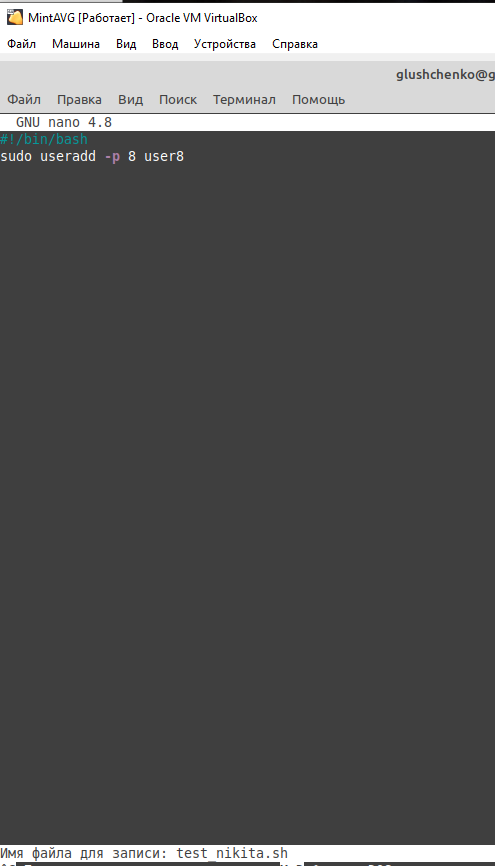 MintAVG [Работает] - Oracle VM VirtualBox
Файл Машина Вид Ввод Устройства Справка
glushchenko@g
Файл Правка Вид Поиск Терминал Помощь
GNU nano 4.8
#!/bin/bash
sudo useradd -p 8 user8
Имя файла для записи: test_nikita.sh